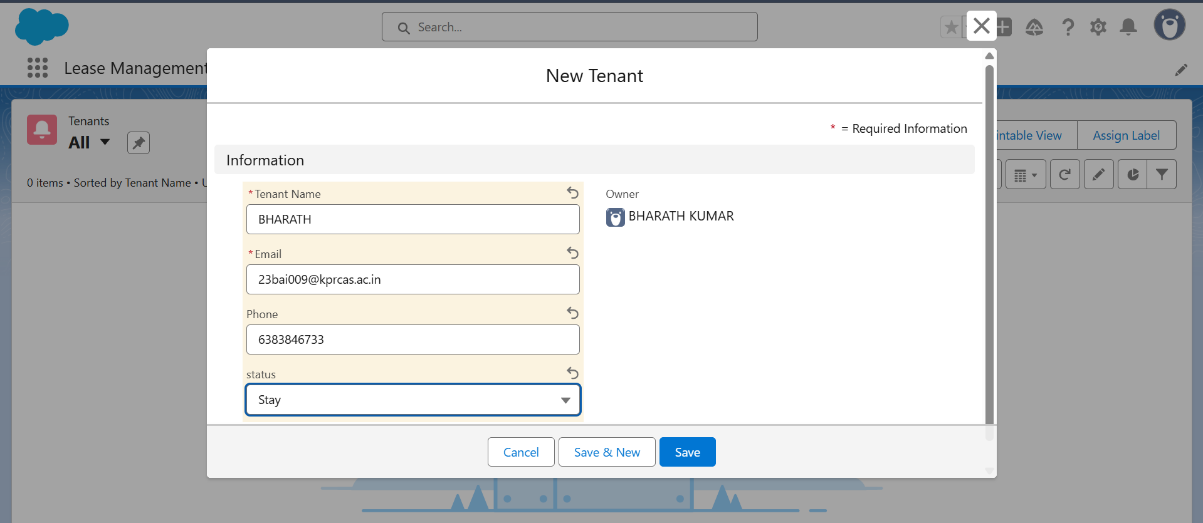 Search...
Lease Management
New Tenant
* = Required Information
Tenants
All
intable View
Assign Label
Information
0 items • Sorted by Tenant Name • U
* Tenant Name
BHARATH
Owner
BHARATH KUMAR
* Email
23bai009@kprcas.ac.in
Phone
6383846733
status
Stay
Cancel
Save & New
Save